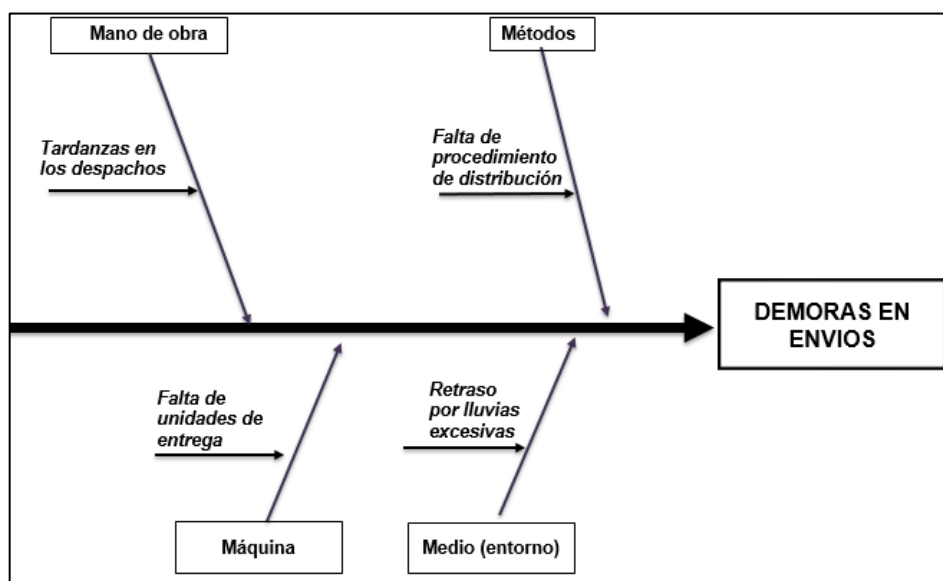 Mano de obra
Métodos
Tardanzas en
los despachos
Falta de
procedimiento
de distribución
DEMORAS EN
ENVIOS
Falta de
unidades de
entrega
Retraso
por lluvias
excesivas
Máquina
Medio (entorno)